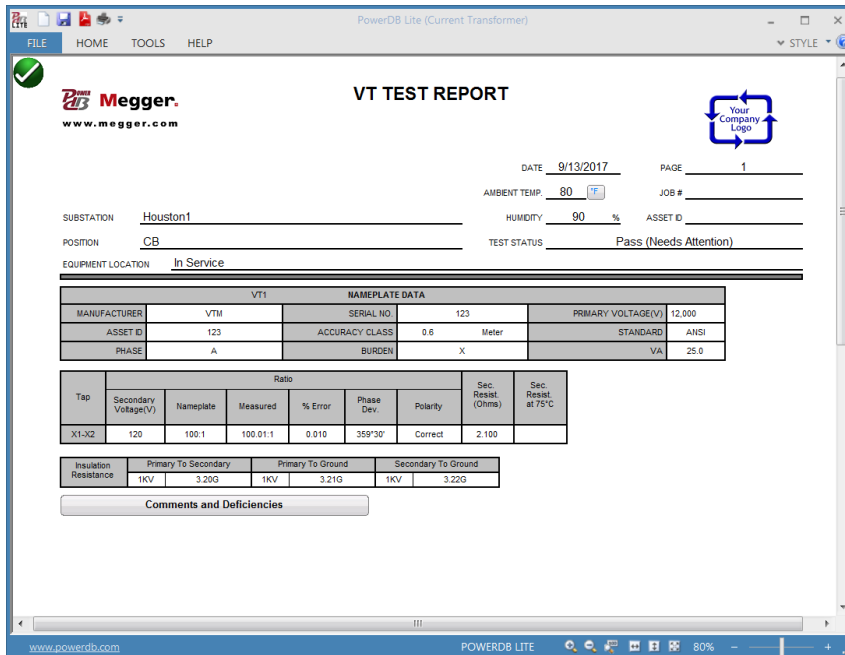 PowerDB Lite (Current Transformer)
FILE HOME TOOLS HELP STYLE
POWER DB Megger.
www.megger.com
VT TEST REPORT
Your Company Logo
DATE 9/13/2017 PAGE 1
AMBIENT TEMP. 80 °F JOB #
SUBSTATION Houston1 HUMIDITY 90 % ASSET ID
POSITION CB TEST STATUS Pass (Needs Attention)
EQUIPMENT LOCATION In Service
VT1 NAMEPLATE DATA
MANUFACTURER VTM SERIAL NO. 123 PRIMARY VOLTAGE(V) 12,000
ASSET ID 123 ACCURACY CLASS 0.6 Meter STANDARD ANSI
PHASE A BURDEN X VA 25.0
Tap Ratio Sec. Resist. (Ohms) Sec. Resist. at 75°C
Secondary Voltage(V) Nameplate Measured % Error Phase Dev. Polarity
X1-X2 120 100:1 100.01:1 0.010 359°30' Correct 2.100
Insulation Resistance Primary To Secondary Primary To Ground Secondary To Ground
1KV 3.20G 1KV 3.21G 1KV 3.22G
Comments and Deficiencies
www.powerdb.com POWERDB LITE 80%